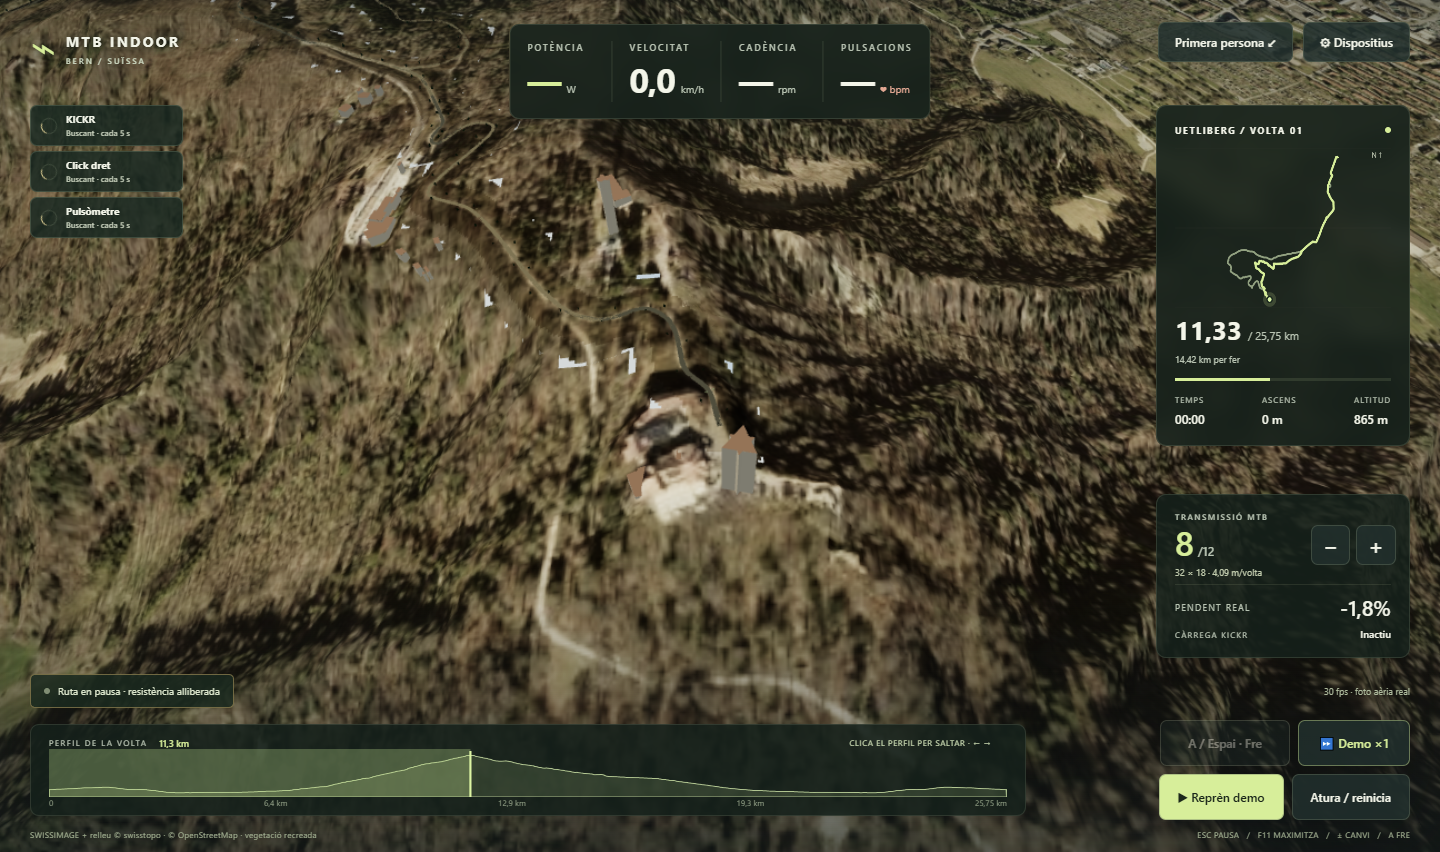 MTB INDOOR
BERN / SUÏSSA
KICKR
Buscant · cada 5 s
Click dret
Buscant · cada 5 s
Pulsòmetre
Buscant · cada 5 s
POTÈNCIA
W
VELOCITAT
0,0 km/h
CADÈNCIA
rpm
PULSACIONS
♥ bpm
Primera persona ↙
⚙ Dispositius
UETLIBERG / VOLTA 01
N ↑
11,33 / 25,75 km
14,42 km per fer
TEMPS ASCENS ALTITUD
00:00 0 m 865 m
TRANSMISSIÓ MTB
8 /12
− +
32 × 18 · 4,09 m/volta
PENDENT REAL -1,8%
CÀRREGA KICKR Inactiu
30 fps · foto aèria real
Ruta en pausa · resistència alliberada
PERFIL DE LA VOLTA 11,3 km
CLICA EL PERFIL PER SALTAR · ← →
0 6,4 km 12,9 km 19,3 km 25,75 km
A / Espai · Fre
⏩ Demo ×1
▶ Reprèn demo
Atura / reinicia
SWISSIMAGE + relleu © swisstopo · © OpenStreetMap · vegetació recreada
ESC PAUSA / F11 MAXIMITZA / ± CANVI / A FRE